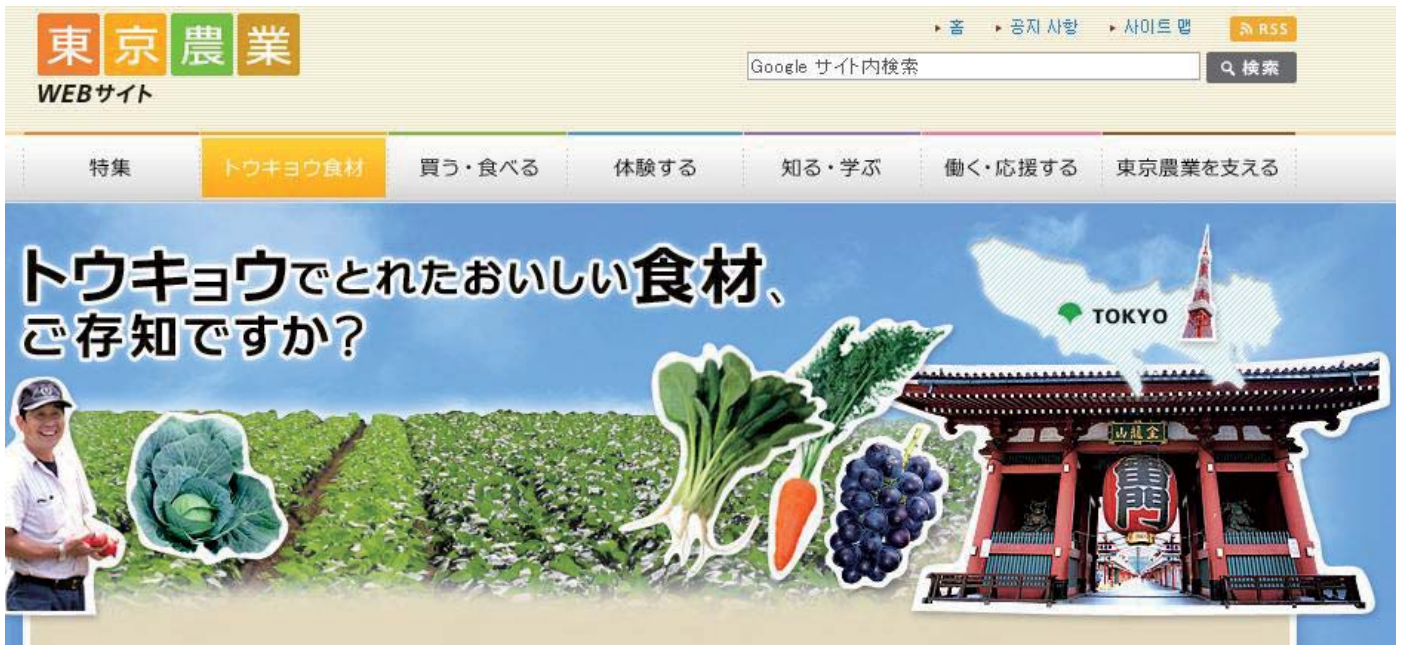 東京農業
WEBサイト
홈 공지 사항 사이트 맵 RSS
Google サイト内検索 検索
特集 トウキョウ食材 買う・食べる 体験する 知る・学ぶ 働く・応援する 東京農業を支える
トウキョウでとれたおいしい食材、
ご存知ですか?
TOKYO
山龍金
雷門